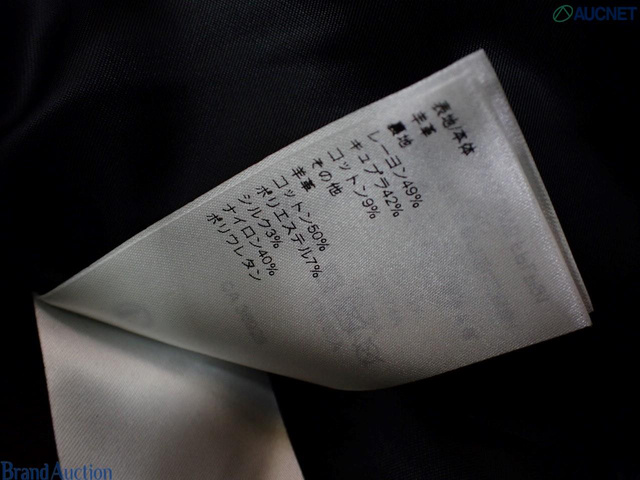 AUCNET
表地/本体
羊革
裏地
レーヨン49%
キュプラ42%
コットン9%
その他
羊革
コットン50%
ポリエステル7%
シルク3%
ナイロン40%
ポリウレタン
Brand Auction